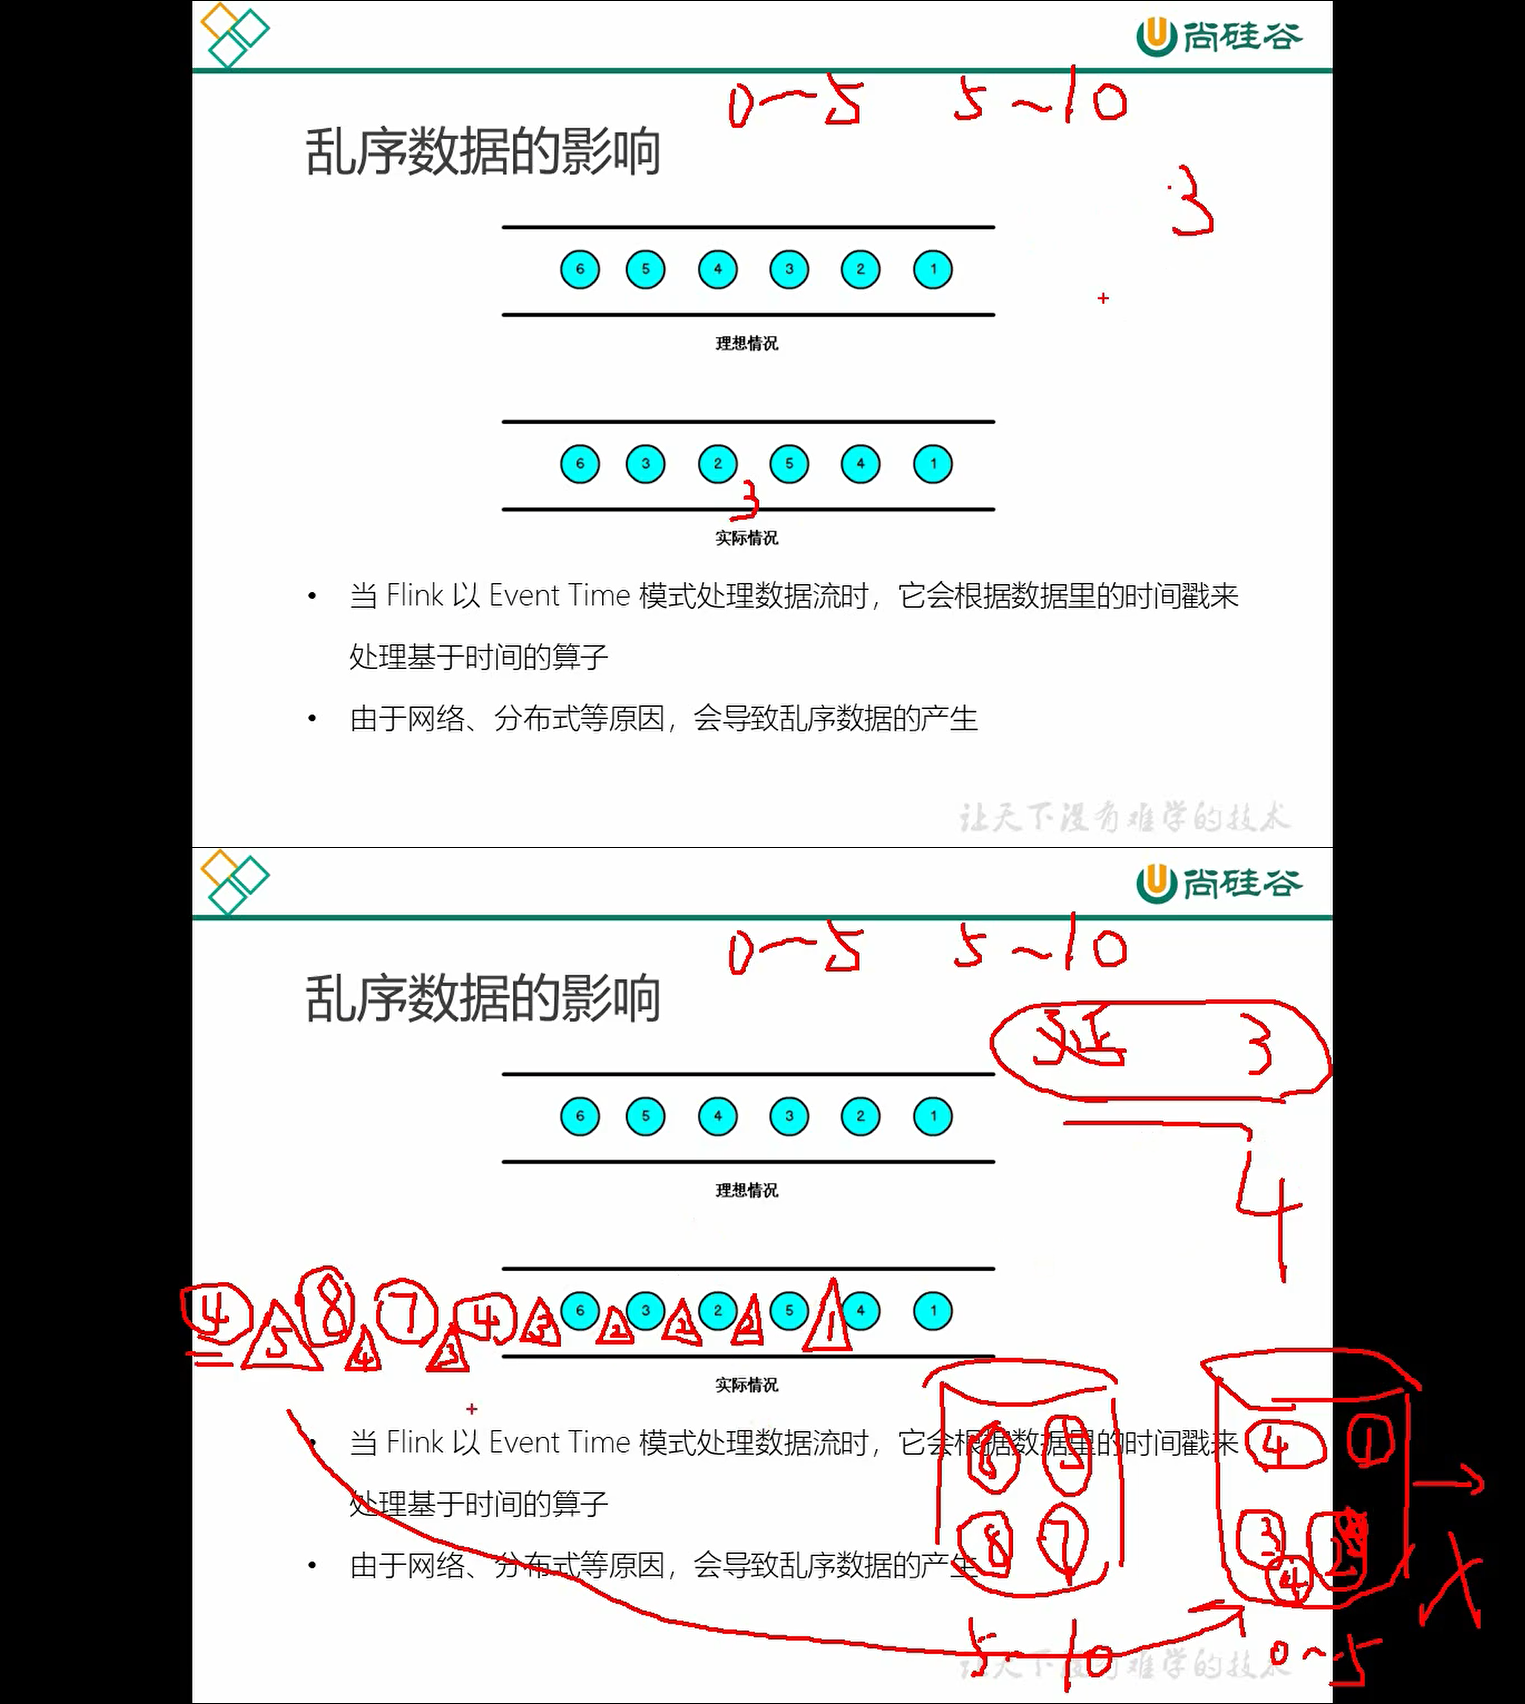 尚硅谷
0~5 5~10
乱序数据的影响
3
6 5 4 3 2 1
理想情况
6 3 2 5 4 1
3
实际情况
• 当 Flink 以 Event Time 模式处理数据流时，它会根据数据里的时间戳来
处理基于时间的算子
• 由于网络、分布式等原因，会导致乱序数据的产生
让天下没有难学的技术
尚硅谷
0~5 5~10
乱序数据的影响
延 3
6 5 4 3 2 1
理想情况
4
4 5 8 4 7 3 4 3 6 2 3 2 2 2 5 1 4 1
实际情况
• 当 Flink 以 Event Time 模式处理数据流时，它会根据数据里的时间戳来
6 5 4 1
处理基于时间的算子
8 7 3 2
• 由于网络、分布式等原因，会导致乱序数据的产生
4
5 10 0~5
让天下没有难学的技术